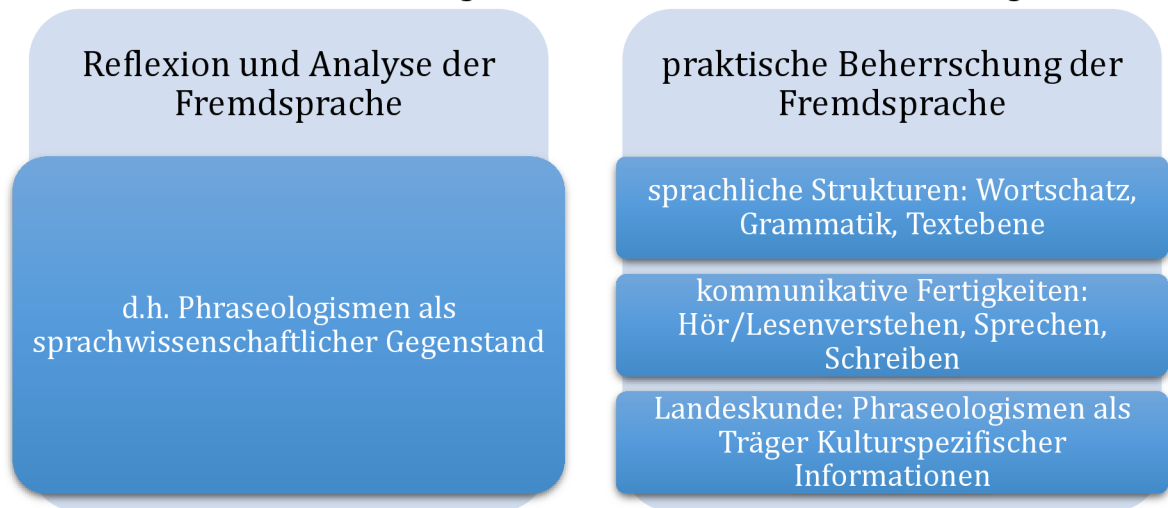 Reflexion und Analyse der
Fremdsprache
d.h. Phraseologismen als
sprachwissenschaftlicher Gegenstand
praktische Beherrschung der
Fremdsprache
sprachliche Strukturen: Wortschatz,
Grammatik, Textebene
kommunikative Fertigkeiten:
Hör/Lesenverstehen, Sprechen,
Schreiben
Landeskunde: Phraseologismen als
Träger Kulturspezifischer
Informationen